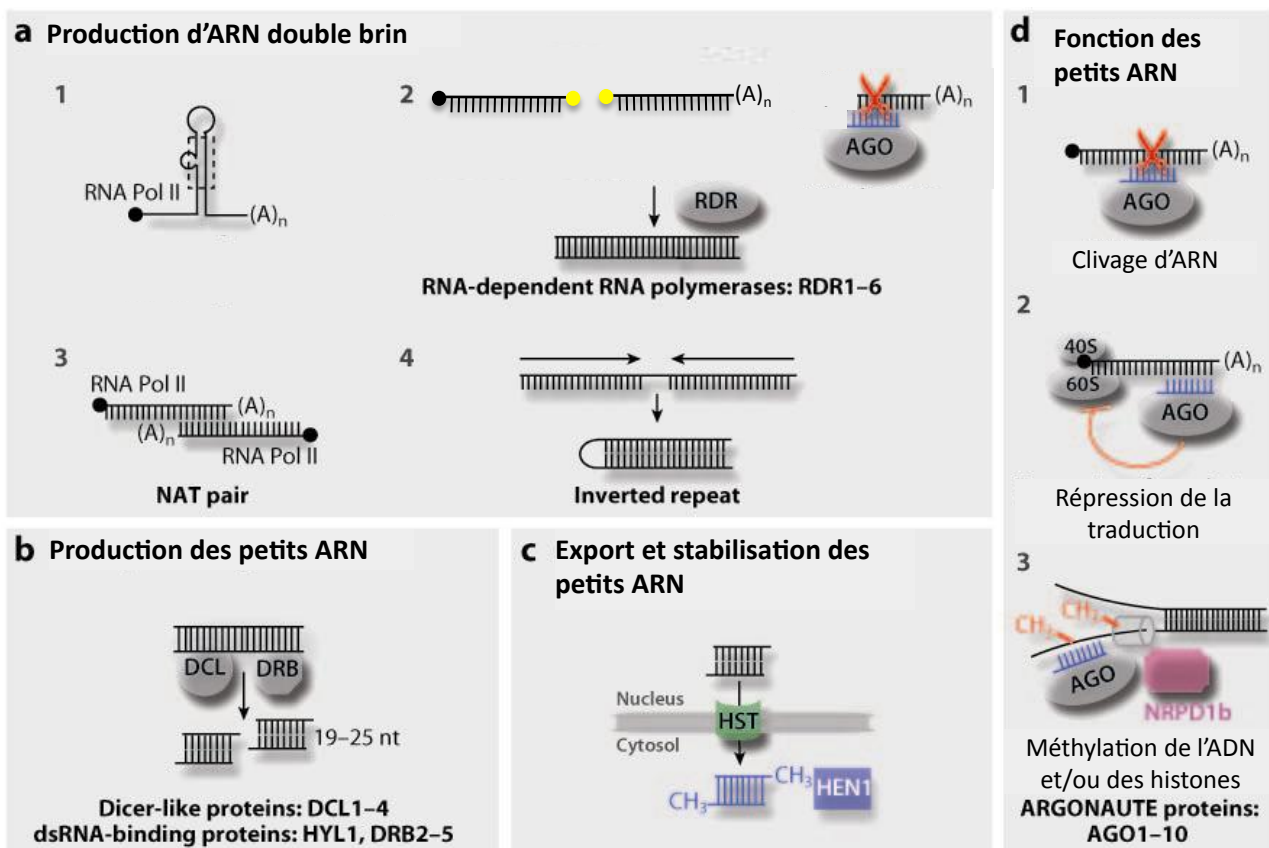 a Production d'ARN double brin
1
RNA Pol II
(A)n
2
(A)n
(A)n
AGO
RDR
RNA-dependent RNA polymerases: RDR1–6
3
RNA Pol II
(A)n
(A)n
RNA Pol II
NAT pair
4
Inverted repeat
b Production des petits ARN
DCL
DRB
19–25 nt
Dicer-like proteins: DCL1–4
dsRNA-binding proteins: HYL1, DRB2–5
c Export et stabilisation des
petits ARN
Nucleus
HST
Cytosol
CH3
CH3
HEN1
d Fonction des
petits ARN
1
(A)n
AGO
Clivage d'ARN
2
40S
60S
(A)n
AGO
Répression de la
traduction
3
CH3
CH3
AGO
NRPD1b
Méthylation de l'ADN
et/ou des histones
ARGONAUTE proteins:
AGO1–10